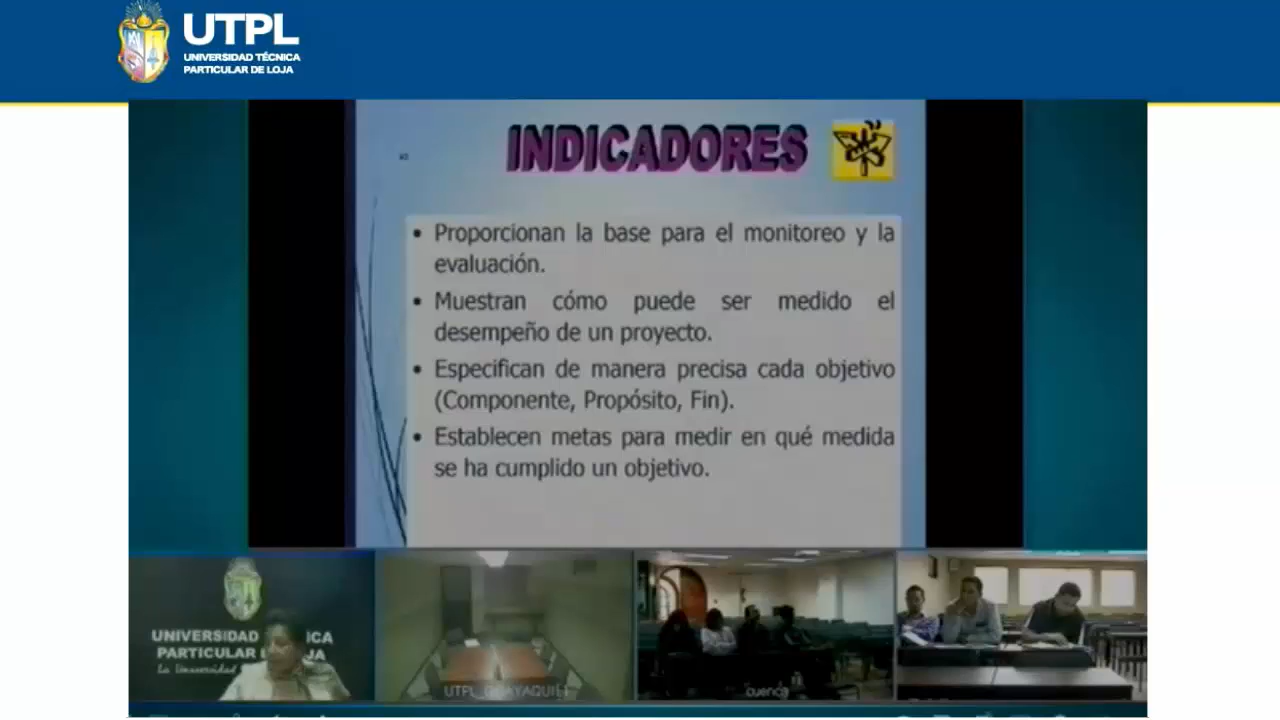 UTPL
UNIVERSIDAD TÉCNICA
PARTICULAR DE LOJA
INDICADORES
• Proporcionan la base para el monitoreo y la
evaluación.
• Muestran cómo puede ser medido el
desempeño de un proyecto.
• Especifican de manera precisa cada objetivo
(Componente, Propósito, Fin).
• Establecen metas para medir en qué medida
se ha cumplido un objetivo.
UNIVERSIDAD
PARTICULAR
La Universidad
UTPL
cuenca